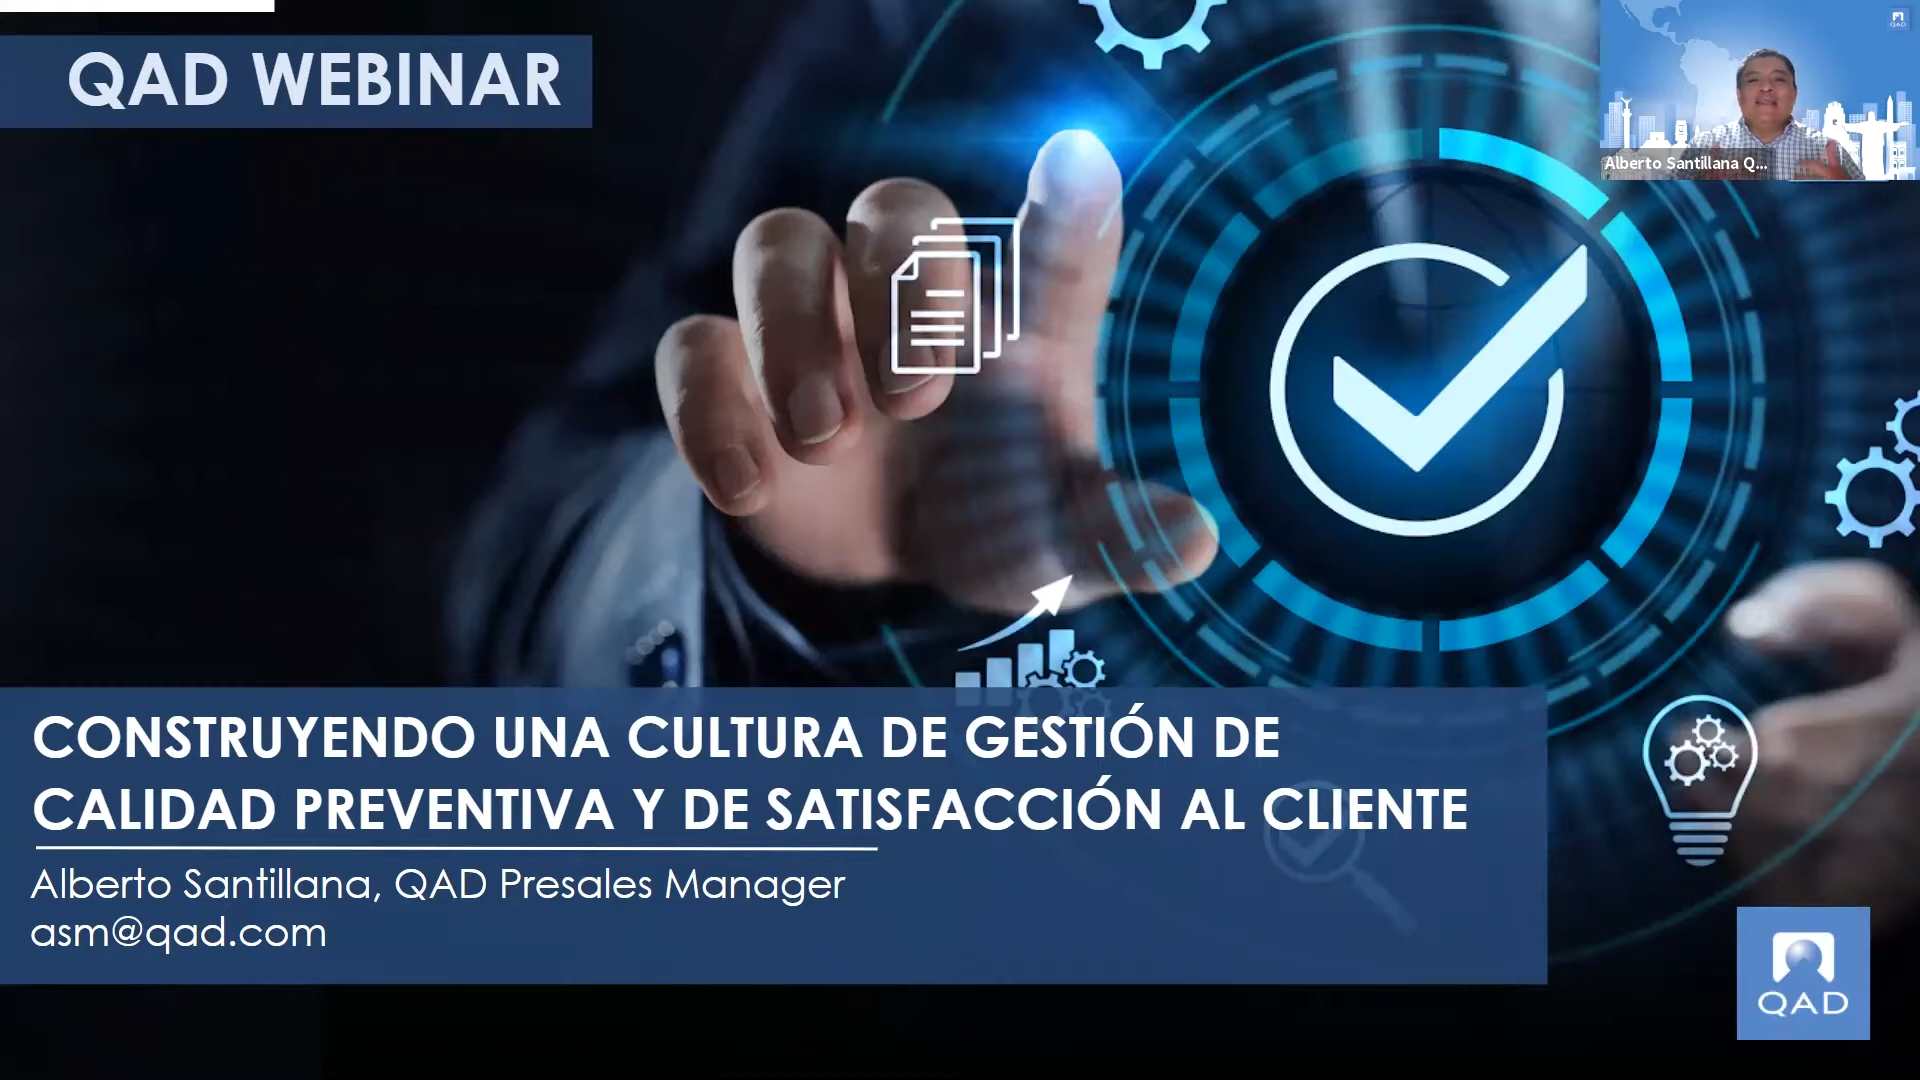 QAD WEBINAR
QAD
Alberto Santillana Q...
CONSTRUYENDO UNA CULTURA DE GESTIÓN DE
CALIDAD PREVENTIVA Y DE SATISFACCIÓN AL CLIENTE
Alberto Santillana, QAD Presales Manager
asm@qad.com
QAD